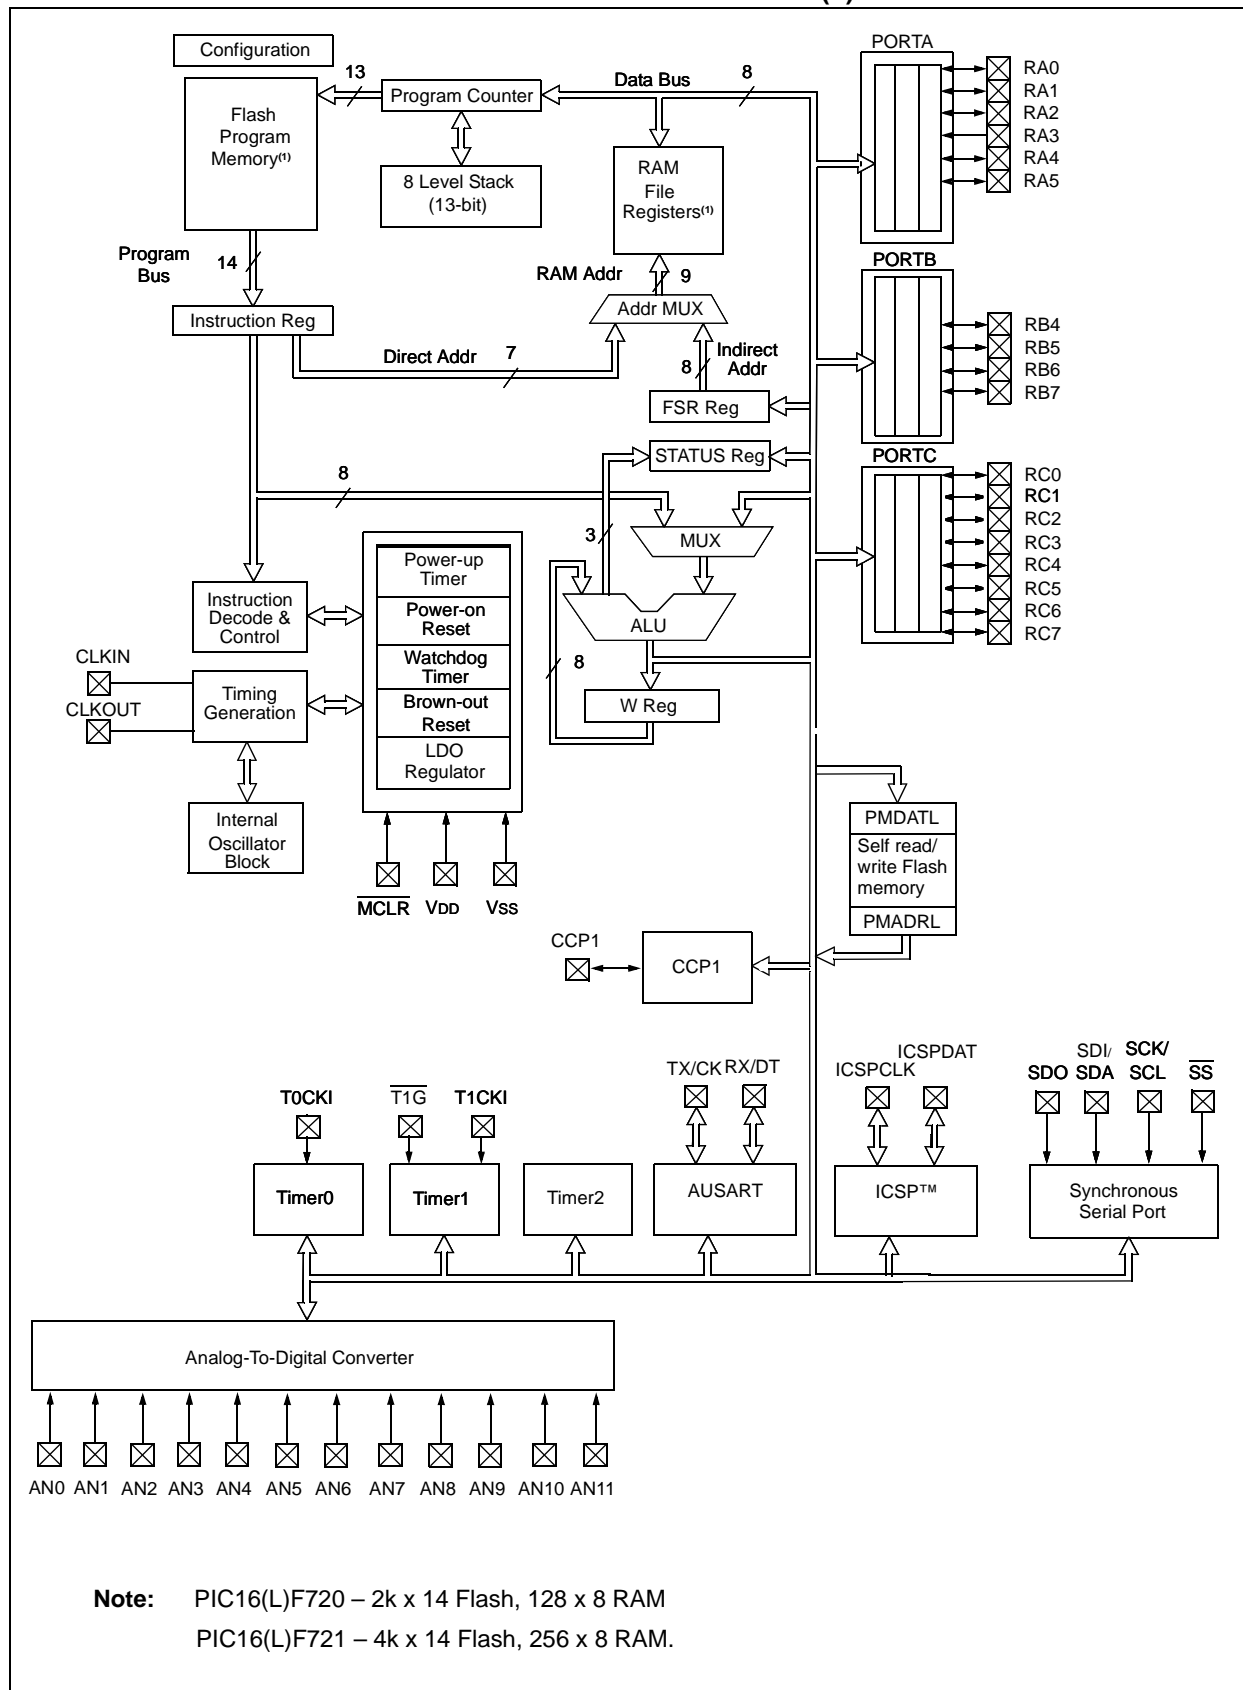 Configuration
13
Program Counter
Data Bus
8
PORTA
RA0
RA1
RA2
RA3
RA4
RA5
Flash
Program
Memory(1)
8 Level Stack
(13-bit)
RAM
File
Registers(1)
Program
Bus
14
RAM Addr
9
PORTB
Instruction Reg
Addr MUX
RB4
RB5
RB6
RB7
Direct Addr
7
8
Indirect
Addr
FSR Reg
STATUS Reg
PORTC
RC0
RC1
RC2
RC3
RC4
RC5
RC6
RC7
8
3
MUX
Power-up
Timer
Power-on
Reset
Watchdog
Timer
Brown-out
Reset
LDO
Regulator
Instruction
Decode &
Control
ALU
8
W Reg
CLKIN
CLKOUT
Timing
Generation
Internal
Oscillator
Block
MCLR
VDD
VSS
PMDATL
Self read/
write Flash
memory
PMADRL
CCP1
CCP1
TX/CK
RX/DT
ICSPCLK
ICSPDAT
SDO
SDI/
SDA
SCK/
SCL
SS
T0CKI
T1G
T1CKI
Timer0
Timer1
Timer2
AUSART
ICSP™
Synchronous
Serial Port
Analog-To-Digital Converter
AN0 AN1 AN2 AN3 AN4 AN5 AN6 AN7 AN8 AN9 AN10 AN11
Note: PIC16(L)F720 – 2k x 14 Flash, 128 x 8 RAM
PIC16(L)F721 – 4k x 14 Flash, 256 x 8 RAM.